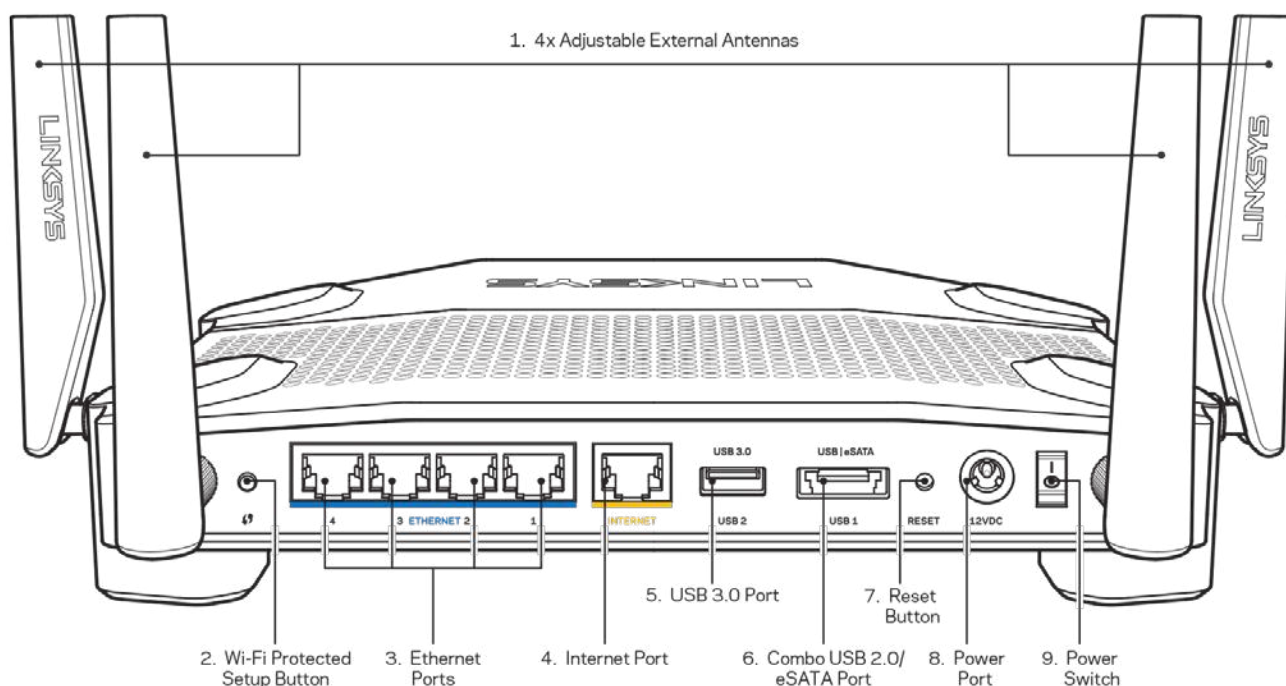 1. 4x Adjustable External Antennas
LINKSYS
LINKSYS
LINKSYS
USB 3.0
USB|eSATA
4
3
ETHERNET
2
1
INTERNET
USB 2
USB 1
RESET
12VDC
5. USB 3.0 Port
7. Reset
Button
2. Wi-Fi Protected
Setup Button
3. Ethernet
Ports
4. Internet Port
6. Combo USB 2.0/
eSATA Port
8. Power
Port
9. Power
Switch